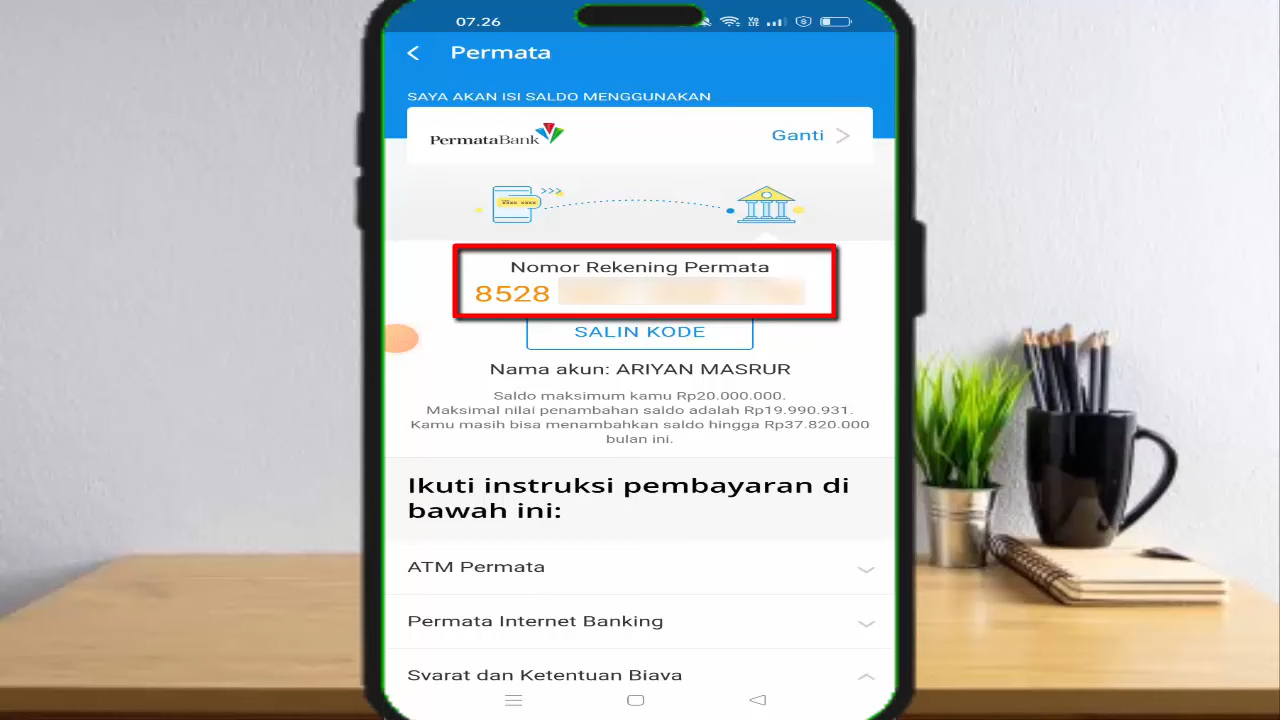 07.26
Permata
SAYA AKAN ISI SALDO MENGGUNAKAN
PermataBank
Ganti
Nomor Rekening Permata
8528
SALIN KODE
Nama akun: ARIYAN MASRUR
Saldo maksimum kamu Rp20.000.000.
Maksimal nilai penambahan saldo adalah Rp19.990.931.
Kamu masih bisa menambahkan saldo hingga Rp37.820.000
bulan ini.
Ikuti instruksi pembayaran di
bawah ini:
ATM Permata
Permata Internet Banking
Syarat dan Ketentuan Biaya